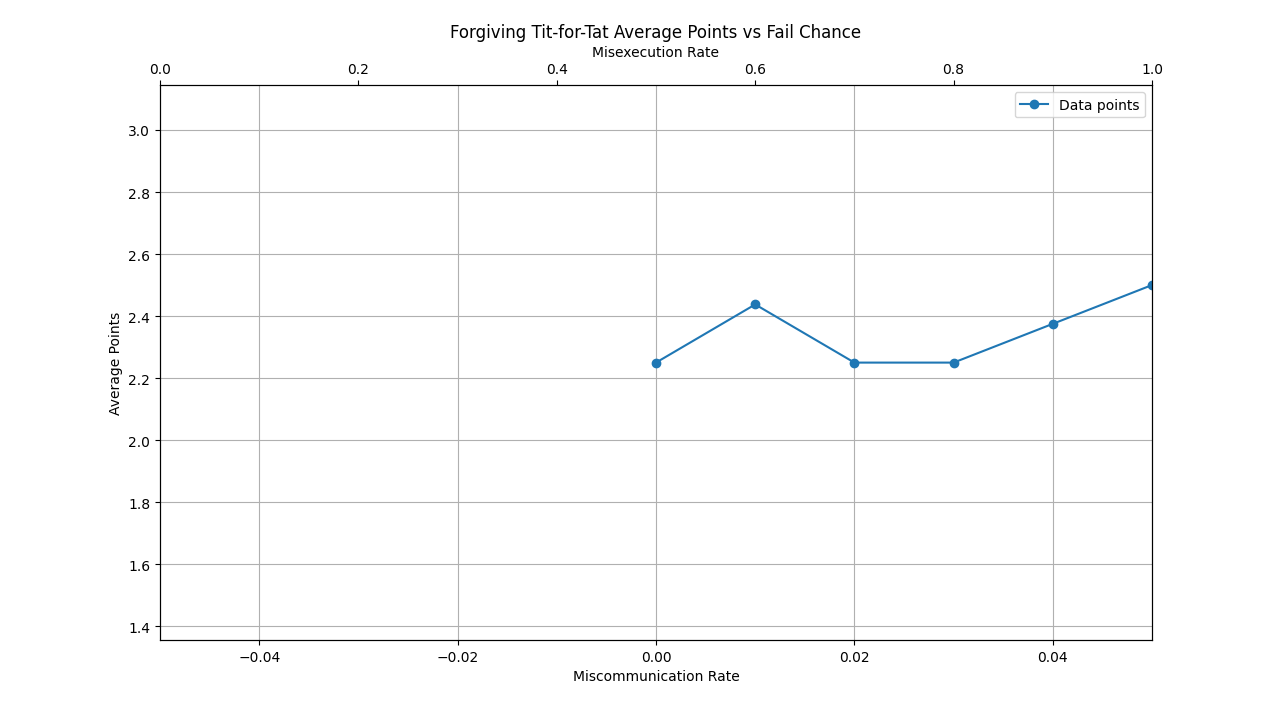 Forgiving Tit-for-Tat Average Points vs Fail Chance
Misexecution Rate
0.0 0.2 0.4 0.6 0.8 1.0
Data points
3.0
2.8
2.6
2.4
2.2
2.0
1.8
1.6
1.4
Average Points
−0.04 −0.02 0.00 0.02 0.04
Miscommunication Rate